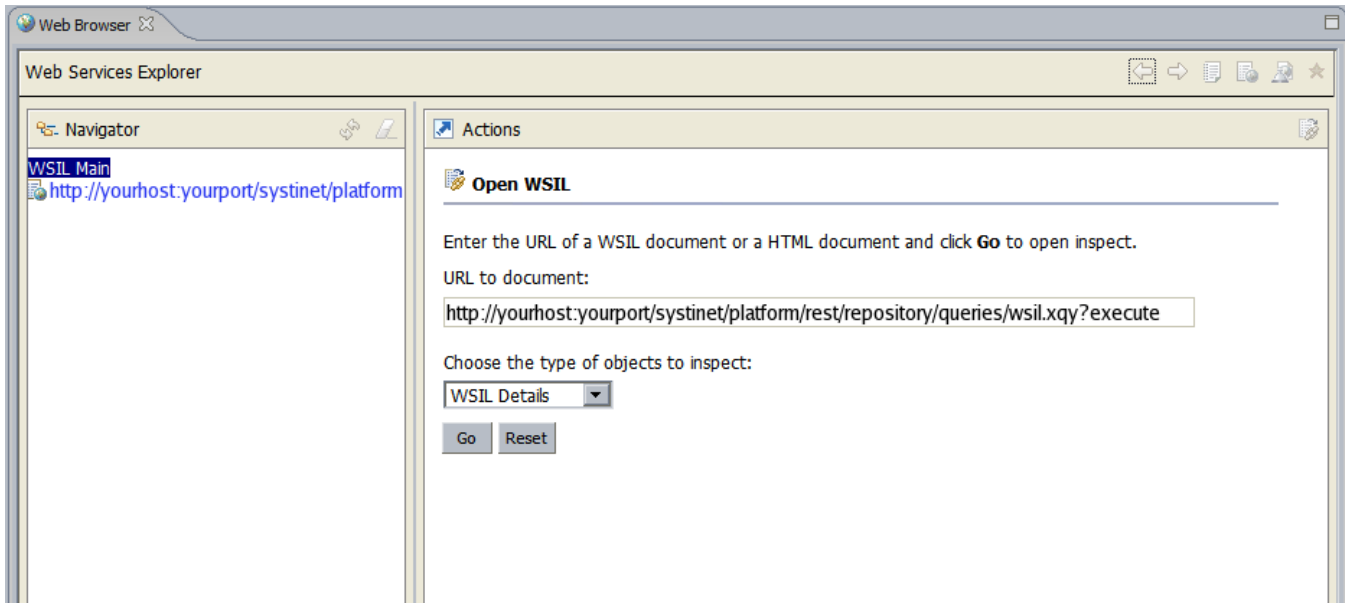 Web Browser
Web Services Explorer
Navigator
WSIL Main
http://yourhost:yourport/systinet/platform
Actions
Open WSIL
Enter the URL of a WSIL document or a HTML document and click Go to open inspect.
URL to document:
http://yourhost:yourport/systinet/platform/rest/repository/queries/wsil.xqy?execute
Choose the type of objects to inspect:
WSIL Details
Go Reset